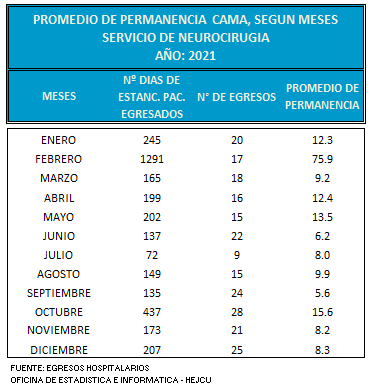 PROMEDIO DE PERMANENCIA CAMA, SEGUN MESES
SERVICIO DE NEUROCIRUGIA
AÑO: 2021
MESES Nº DIAS DE ESTANC. PAC. EGRESADOS N° DE EGRESOS PROMEDIO DE PERMANENCIA
ENERO 245 20 12.3
FEBRERO 1291 17 75.9
MARZO 165 18 9.2
ABRIL 199 16 12.4
MAYO 202 15 13.5
JUNIO 137 22 6.2
JULIO 72 9 8.0
AGOSTO 149 15 9.9
SEPTIEMBRE 135 24 5.6
OCTUBRE 437 28 15.6
NOVIEMBRE 173 21 8.2
DICIEMBRE 207 25 8.3
FUENTE: EGRESOS HOSPITALARIOS
OFICINA DE ESTADISTICA E INFORMATICA - HEJCU